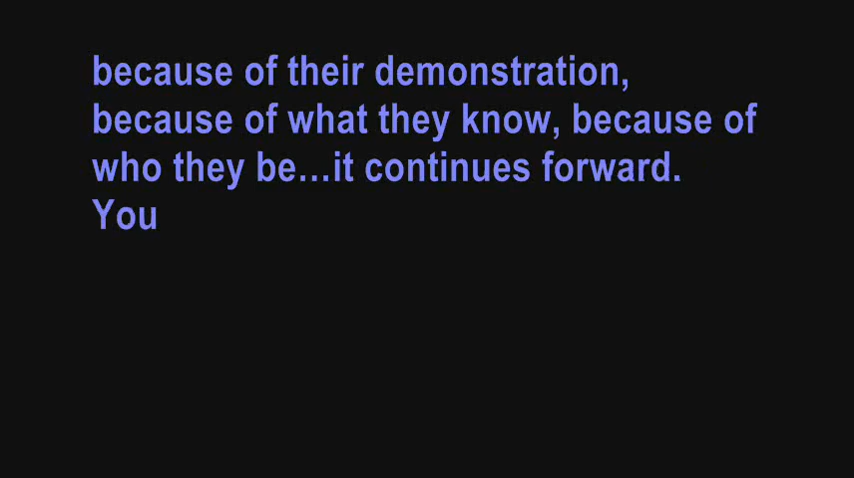 because of their demonstration,
because of what they know, because of
who they be...it continues forward.
You